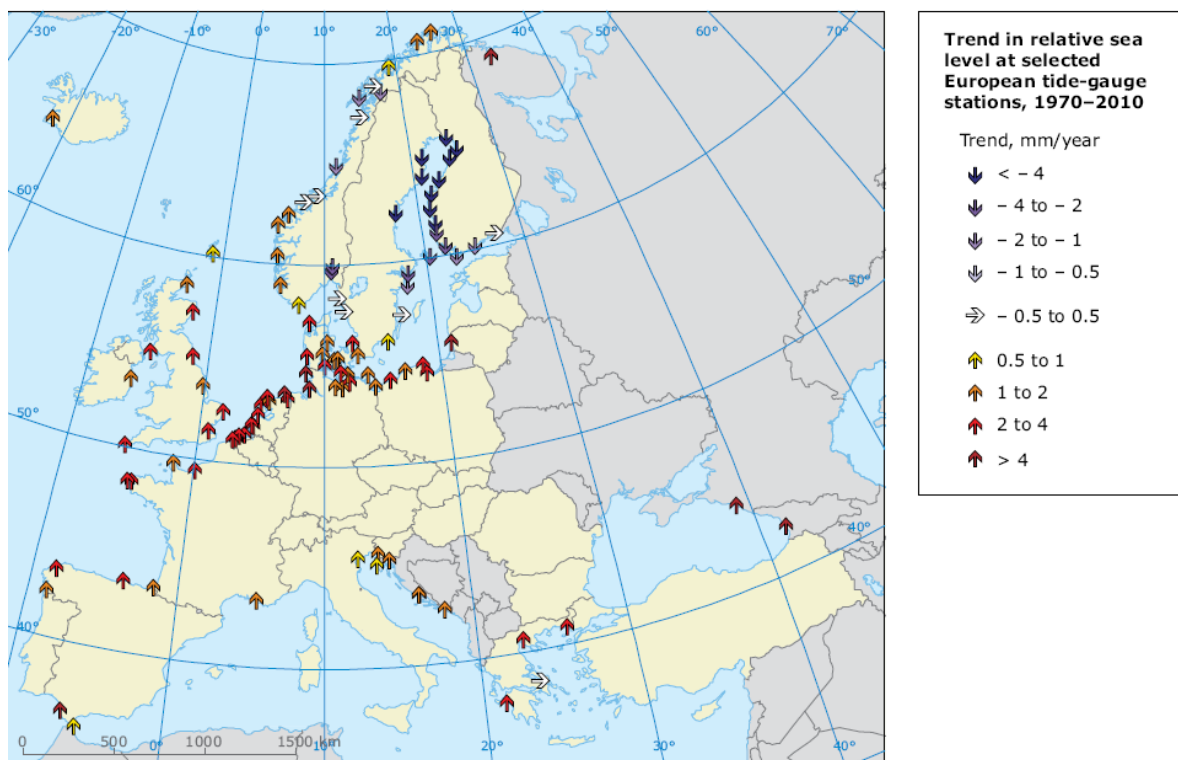 -30°
-20°
-10°
0°
10°
20°
30°
40°
50°
60°
70°
60°
50°
50°
40°
40°
0
500
1000
1500 km
0°
10°
20°
30°
40°
Trend in relative sea
level at selected
European tide-gauge
stations, 1970–2010
Trend, mm/year
< – 4
– 4 to – 2
– 2 to – 1
– 1 to – 0.5
– 0.5 to 0.5
0.5 to 1
1 to 2
2 to 4
> 4